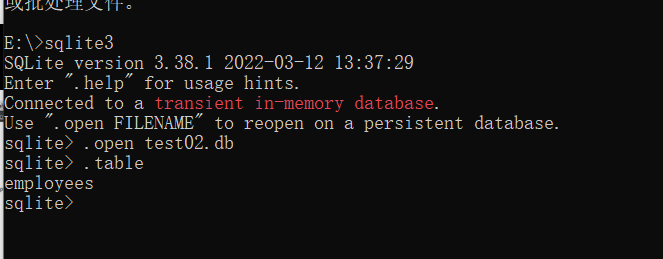 或批处理文件。
E:\>sqlite3
SQLite version 3.38.1 2022-03-12 13:37:29
Enter ".help" for usage hints.
Connected to a transient in-memory database.
Use ".open FILENAME" to reopen on a persistent database.
sqlite> .open test02.db
sqlite> .table
employees
sqlite>